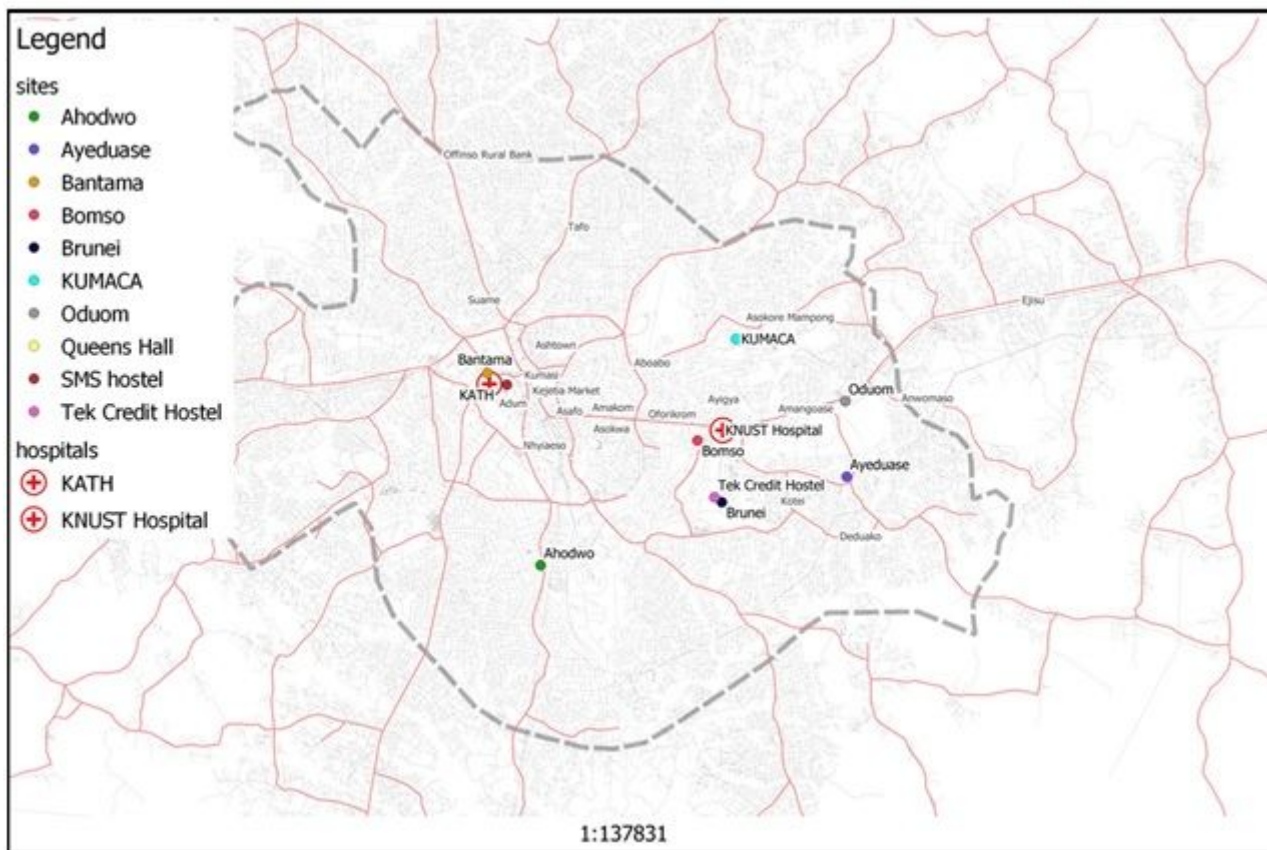 Legend
sites
Ahodwo
Ayeduase
Bantama
Bomso
Brunei
KUMACA
Oduom
Queens Hall
SMS hostel
Tek Credit Hostel
hospitals
KATH
KNUST Hospital
Offinso Rural Bank
Tafo
Suame
Ejisu
Asokore Mampong
Ashtown
KUMACA
Bantama
Aboabo
Kumasi
KATH
Kejetia Market
Oduom
Adum
Ayigya
Anwomaso
Asafo
Amakom
Oforikrom
Amangoase
Asokwa
KNUST Hospital
Nhyiaeso
Bomso
Ayeduase
Tek Credit Hostel
Kotei
Brunei
Deduako
Ahodwo
1:137831